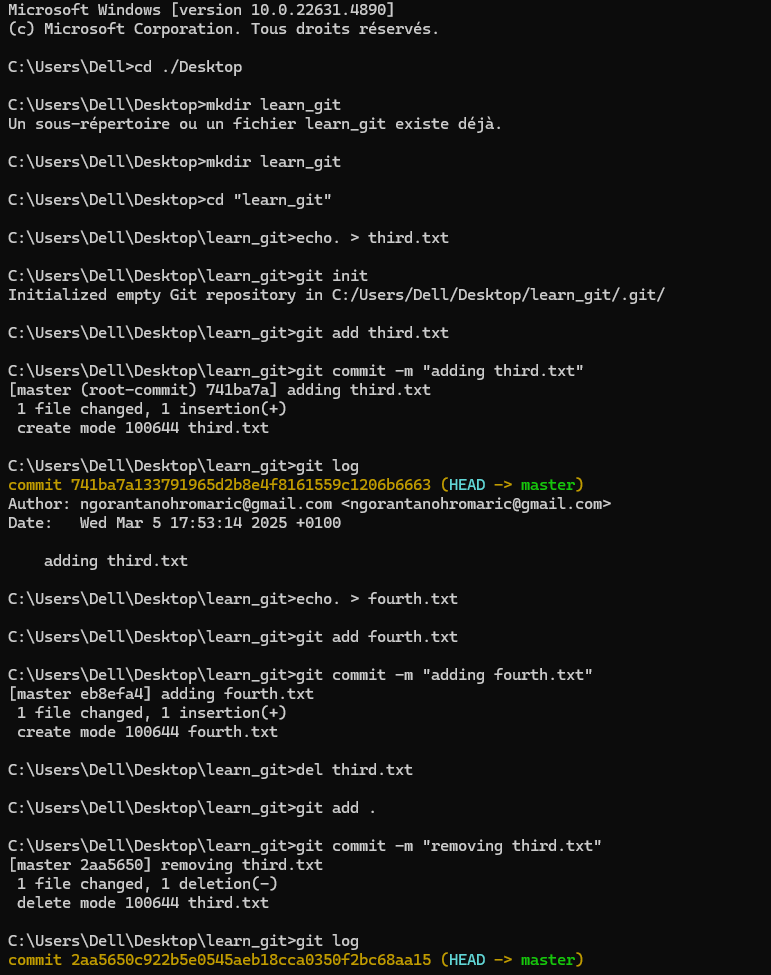 Microsoft Windows [version 10.0.22631.4890]
(c) Microsoft Corporation. Tous droits réservés.
C:\Users\Dell>cd ./Desktop
C:\Users\Dell\Desktop>mkdir learn_git
Un sous-répertoire ou un fichier learn_git existe déjà.
C:\Users\Dell\Desktop>mkdir learn_git
C:\Users\Dell\Desktop>cd "learn_git"
C:\Users\Dell\Desktop\learn_git>echo. > third.txt
C:\Users\Dell\Desktop\learn_git>git init
Initialized empty Git repository in C:/Users/Dell/Desktop/learn_git/.git/
C:\Users\Dell\Desktop\learn_git>git add third.txt
C:\Users\Dell\Desktop\learn_git>git commit -m "adding third.txt"
[master (root-commit) 741ba7a] adding third.txt
 1 file changed, 1 insertion(+)
 create mode 100644 third.txt
C:\Users\Dell\Desktop\learn_git>git log
commit 741ba7a133791965d2b8e4f8161559c1206b6663 (HEAD -> master)
Author: ngorantanohromaric@gmail.com <ngorantanohromaric@gmail.com>
Date:   Wed Mar 5 17:53:14 2025 +0100
    adding third.txt
C:\Users\Dell\Desktop\learn_git>echo. > fourth.txt
C:\Users\Dell\Desktop\learn_git>git add fourth.txt
C:\Users\Dell\Desktop\learn_git>git commit -m "adding fourth.txt"
[master eb8efa4] adding fourth.txt
 1 file changed, 1 insertion(+)
 create mode 100644 fourth.txt
C:\Users\Dell\Desktop\learn_git>del third.txt
C:\Users\Dell\Desktop\learn_git>git add .
C:\Users\Dell\Desktop\learn_git>git commit -m "removing third.txt"
[master 2aa5650] removing third.txt
 1 file changed, 1 deletion(-)
 delete mode 100644 third.txt
C:\Users\Dell\Desktop\learn_git>git log
commit 2aa5650c922b5e0545aeb18cca0350f2bc68aa15 (HEAD -> master)